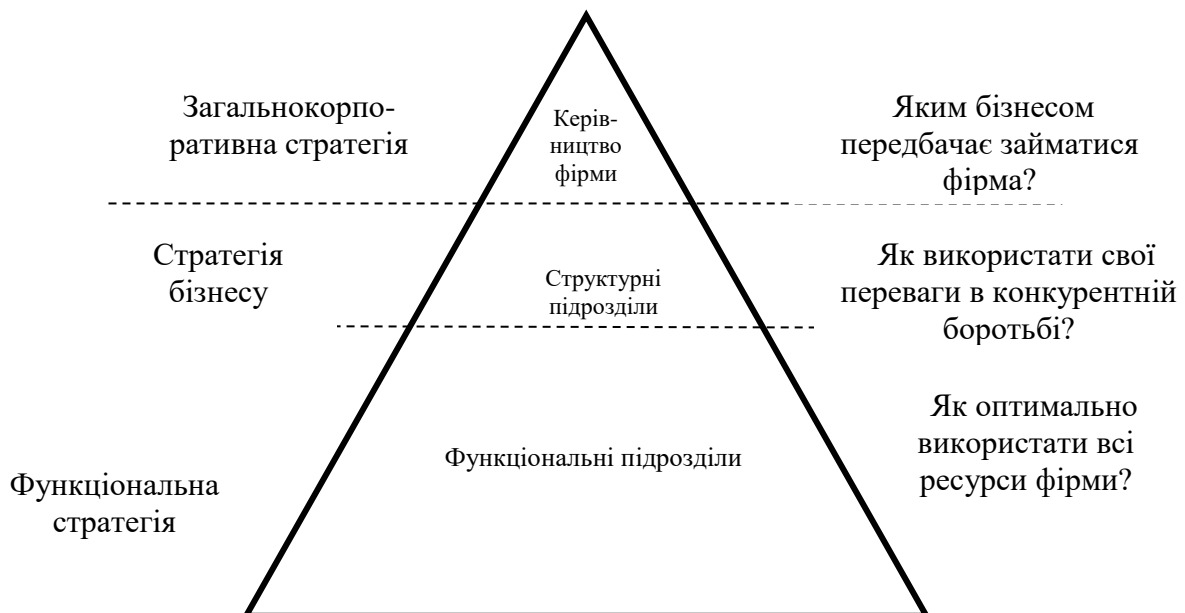 Загальнокорпо-
ративна стратегія
Керів-
ництво
фірми
Яким бізнесом
передбачає займатися
фірма?
Стратегія
бізнесу
Структурні
підрозділи
Як використати свої
переваги в конкурентній
боротьбі?
Функціональна
стратегія
Функціональні підрозділи
Як оптимально
використати всі
ресурси фірми?